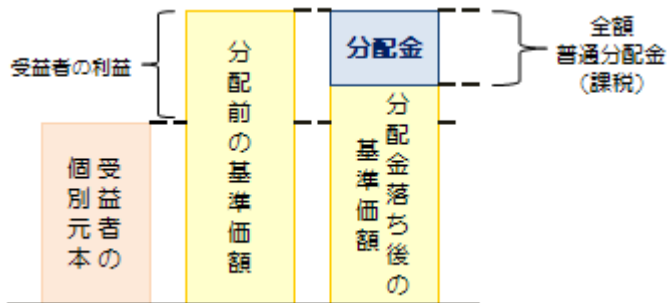 受益者の利益
受益者の
個別元本
分配前の基準価額
分配金
分配金落ち後の
基準価額
全額
普通分配金
(課税)